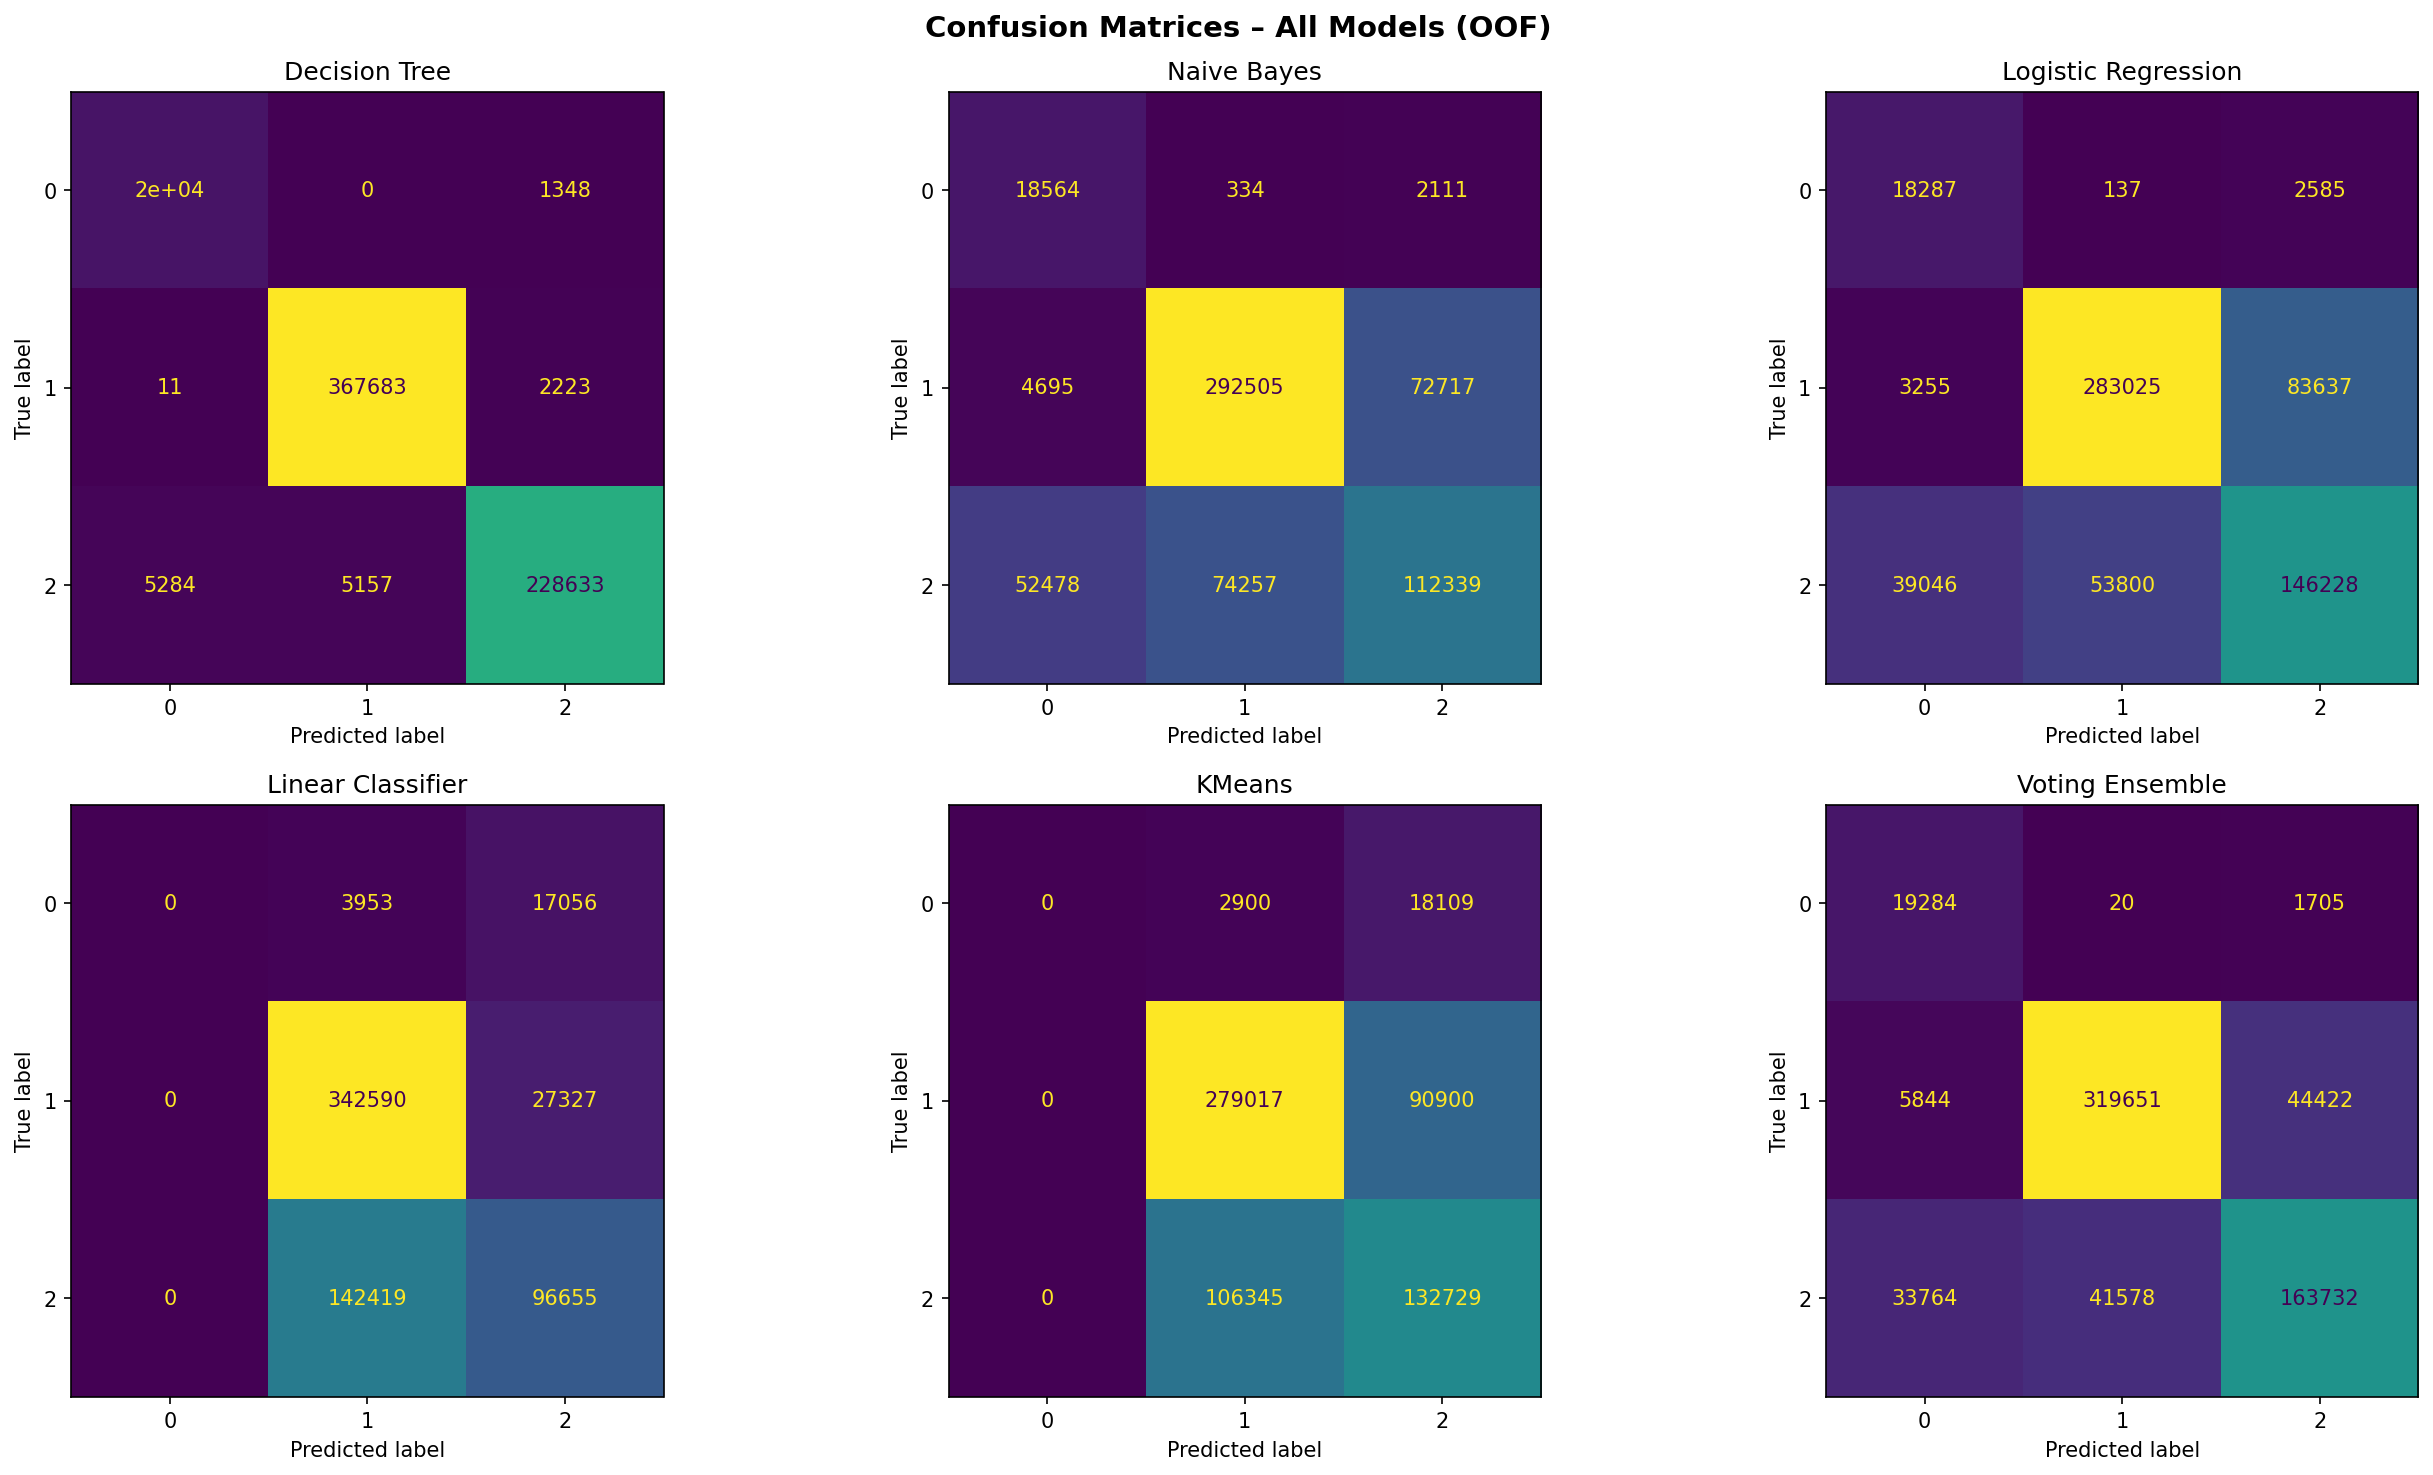 Confusion Matrices – All Models (OOF)
Decision Tree
True label
0
2e+04 0 1348
1
11 367683 2223
2
5284 5157 228633
0 1 2
Predicted label
Naive Bayes
True label
0
18564 334 2111
1
4695 292505 72717
2
52478 74257 112339
0 1 2
Predicted label
Logistic Regression
True label
0
18287 137 2585
1
3255 283025 83637
2
39046 53800 146228
0 1 2
Predicted label
Linear Classifier
True label
0
0 3953 17056
1
0 342590 27327
2
0 142419 96655
0 1 2
Predicted label
KMeans
True label
0
0 2900 18109
1
0 279017 90900
2
0 106345 132729
0 1 2
Predicted label
Voting Ensemble
True label
0
19284 20 1705
1
5844 319651 44422
2
33764 41578 163732
0 1 2
Predicted label